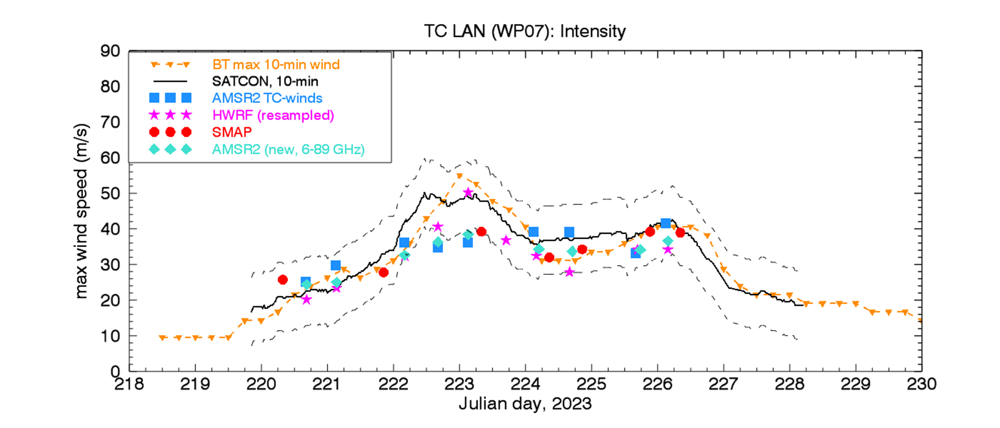 TC LAN (WP07): Intensity
BT max 10-min wind
SATCON, 10-min
AMSR2 TC-winds
HWRF (resampled)
SMAP
AMSR2 (new, 6-89 GHz)
max wind speed (m/s)
90
80
70
60
50
40
30
20
10
0
218 219 220 221 222 223 224 225 226 227 228 229 230
Julian day, 2023